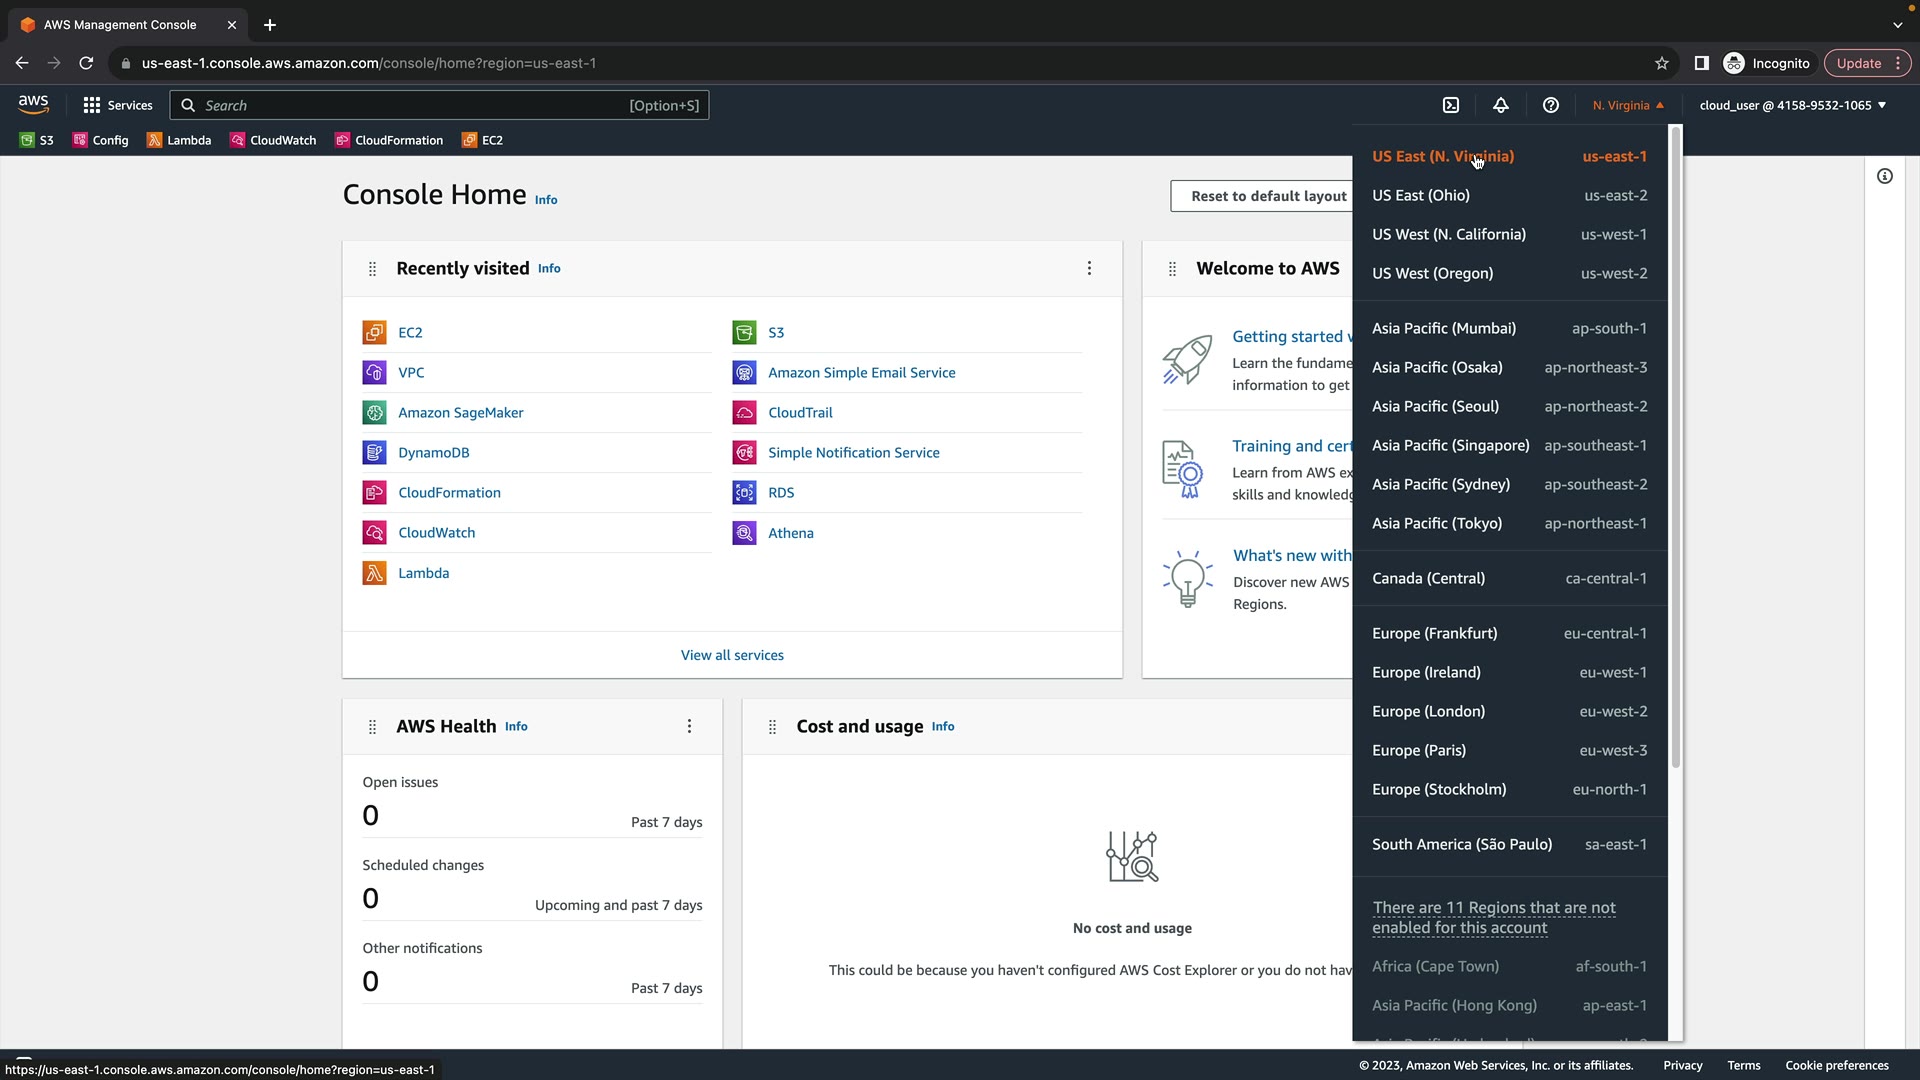 AWS Management Console
us-east-1.console.aws.amazon.com/console/home?region=us-east-1
Incognito
Update
aws
Services
Search
[Option+S]
N. Virginia
cloud_user @ 4158-9532-1065
S3
Config
Lambda
CloudWatch
CloudFormation
EC2
Console Home Info
Reset to default layout
Recently visited Info
EC2
VPC
Amazon SageMaker
DynamoDB
CloudFormation
CloudWatch
Lambda
S3
Amazon Simple Email Service
CloudTrail
Simple Notification Service
RDS
Athena
View all services
Welcome to AWS
Getting started
Learn the fundame
information to get
Training and cert
Learn from AWS ex
skills and knowledg
What's new with
Discover new AWS
Regions.
AWS Health Info
Open issues
0
Past 7 days
Scheduled changes
0
Upcoming and past 7 days
Other notifications
0
Past 7 days
Cost and usage Info
No cost and usage
This could be because you haven't configured AWS Cost Explorer or you do not hav
US East (N. Virginia) us-east-1
US East (Ohio) us-east-2
US West (N. California) us-west-1
US West (Oregon) us-west-2
Asia Pacific (Mumbai) ap-south-1
Asia Pacific (Osaka) ap-northeast-3
Asia Pacific (Seoul) ap-northeast-2
Asia Pacific (Singapore) ap-southeast-1
Asia Pacific (Sydney) ap-southeast-2
Asia Pacific (Tokyo) ap-northeast-1
Canada (Central) ca-central-1
Europe (Frankfurt) eu-central-1
Europe (Ireland) eu-west-1
Europe (London) eu-west-2
Europe (Paris) eu-west-3
Europe (Stockholm) eu-north-1
South America (São Paulo) sa-east-1
There are 11 Regions that are not
enabled for this account
Africa (Cape Town) af-south-1
Asia Pacific (Hong Kong) ap-east-1
https://us-east-1.console.aws.amazon.com/console/home?region=us-east-1
© 2023, Amazon Web Services, Inc. or its affiliates.
Privacy
Terms
Cookie preferences